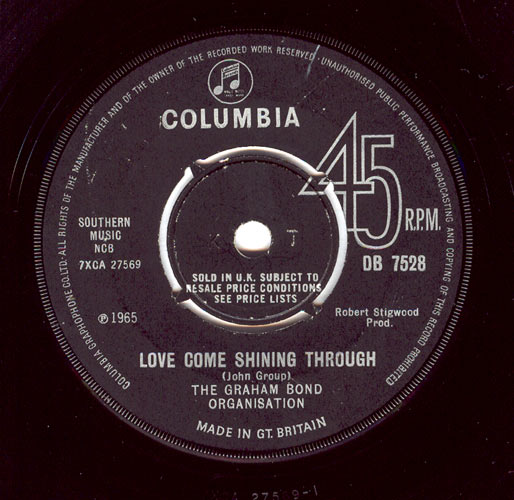 COLUMBIA GRAPHOPHONE CO. LTD. ALL RIGHTS OF THE MANUFACTURER AND OF THE OWNER OF THE RECORDED WORK RESERVED · UNAUTHORISED PUBLIC PERFORMANCE BROADCASTING AND COPYING OF THIS RECORD PROHIBITED
COLUMBIA
45
R.P.M.
SOUTHERN
MUSIC
NCB
7XCA 27569
DB 7528
SOLD IN U.K. SUBJECT TO
RESALE PRICE CONDITIONS
SEE PRICE LISTS
℗ 1965
Robert Stigwood
Prod.
LOVE COME SHINING THROUGH
(John Group)
THE GRAHAM BOND
ORGANISATION
MADE IN GT. BRITAIN